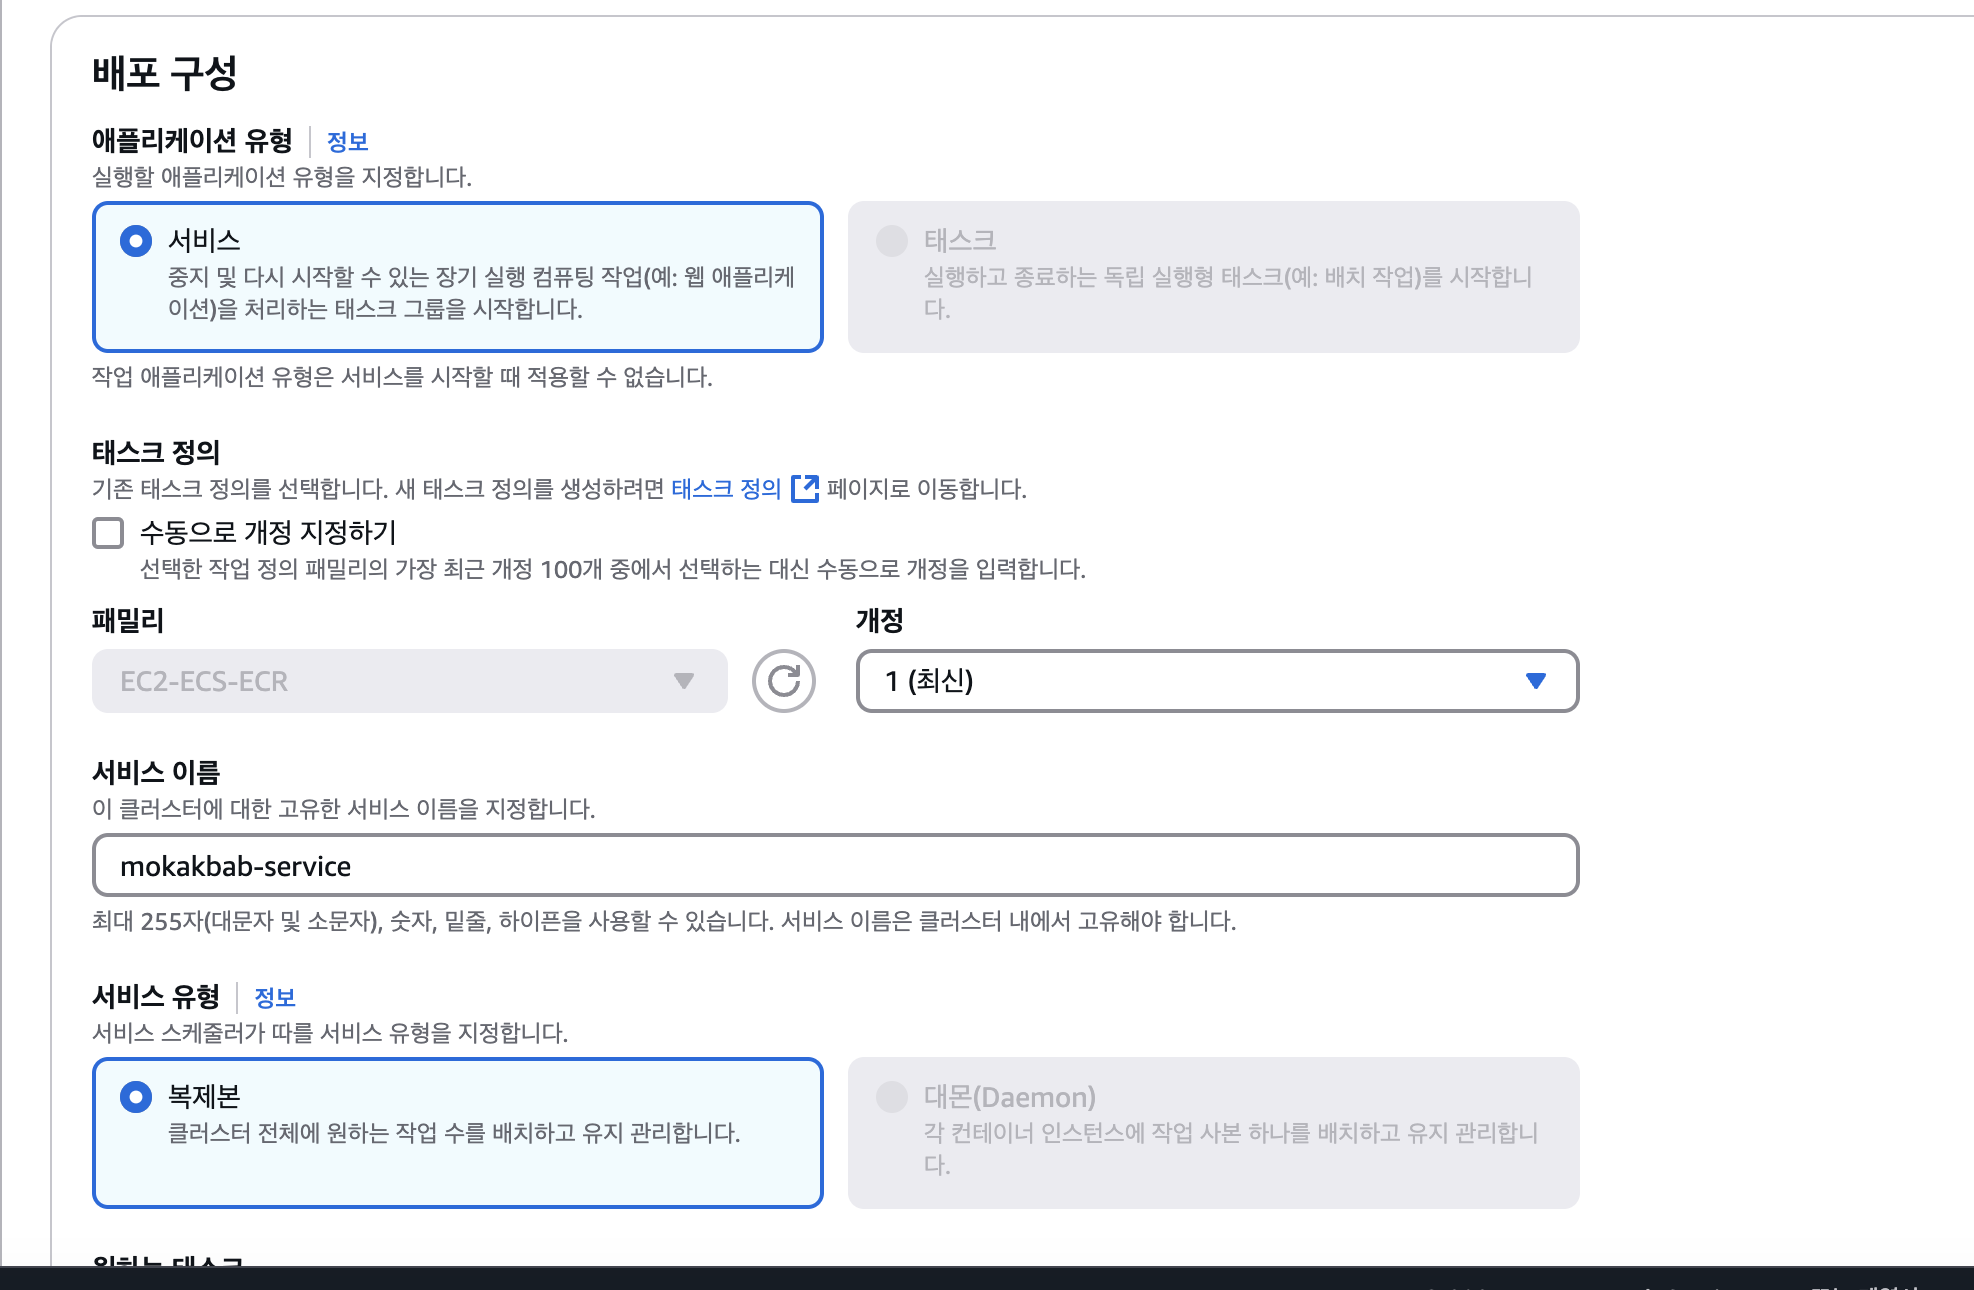 배포 구성
애플리케이션 유형 정보
실행할 애플리케이션 유형을 지정합니다.
서비스
중지 및 다시 시작할 수 있는 장기 실행 컴퓨팅 작업(예: 웹 애플리케
이션)을 처리하는 태스크 그룹을 시작합니다.
태스크
실행하고 종료하는 독립 실행형 태스크(예: 배치 작업)를 시작합니
다.
작업 애플리케이션 유형은 서비스를 시작할 때 적용할 수 없습니다.
태스크 정의
기존 태스크 정의를 선택합니다. 새 태스크 정의를 생성하려면 태스크 정의 페이지로 이동합니다.
수동으로 개정 지정하기
선택한 작업 정의 패밀리의 가장 최근 개정 100개 중에서 선택하는 대신 수동으로 개정을 입력합니다.
패밀리
EC2-ECS-ECR
개정
1 (최신)
서비스 이름
이 클러스터에 대한 고유한 서비스 이름을 지정합니다.
mokakbab-service
최대 255자(대문자 및 소문자), 숫자, 밑줄, 하이픈을 사용할 수 있습니다. 서비스 이름은 클러스터 내에서 고유해야 합니다.
서비스 유형 정보
서비스 스케줄러가 따를 서비스 유형을 지정합니다.
복제본
클러스터 전체에 원하는 작업 수를 배치하고 유지 관리합니다.
대몬(Daemon)
각 컨테이너 인스턴스에 작업 사본 하나를 배치하고 유지 관리합니
다.
원하는 태스크